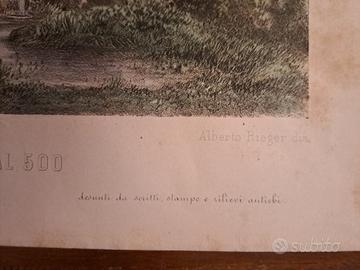 Alberto Rieger dis.
AL 500
desunti da scritti, stampe e rilievi antichi.
subito